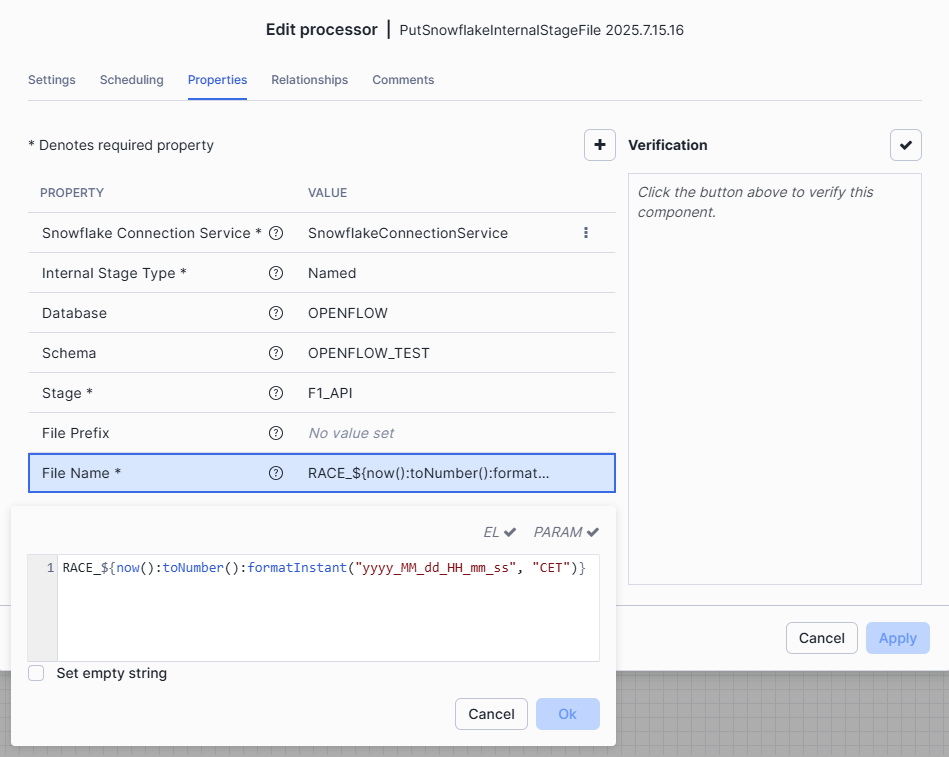 Edit processor | PutSnowflakeInternalStageFile 2025.7.15.16
Settings Scheduling Properties Relationships Comments
* Denotes required property
Verification
PROPERTY VALUE
Click the button above to verify this
component.
Snowflake Connection Service * SnowflakeConnectionService
Internal Stage Type * Named
Database OPENFLOW
Schema OPENFLOW_TEST
Stage * F1_API
File Prefix No value set
File Name * RACE_${now():toNumber():format...
EL PARAM
1 RACE_${now():toNumber():formatInstant("yyyy_MM_dd_HH_mm_ss", "CET")}
Cancel Apply
Set empty string
Cancel Ok